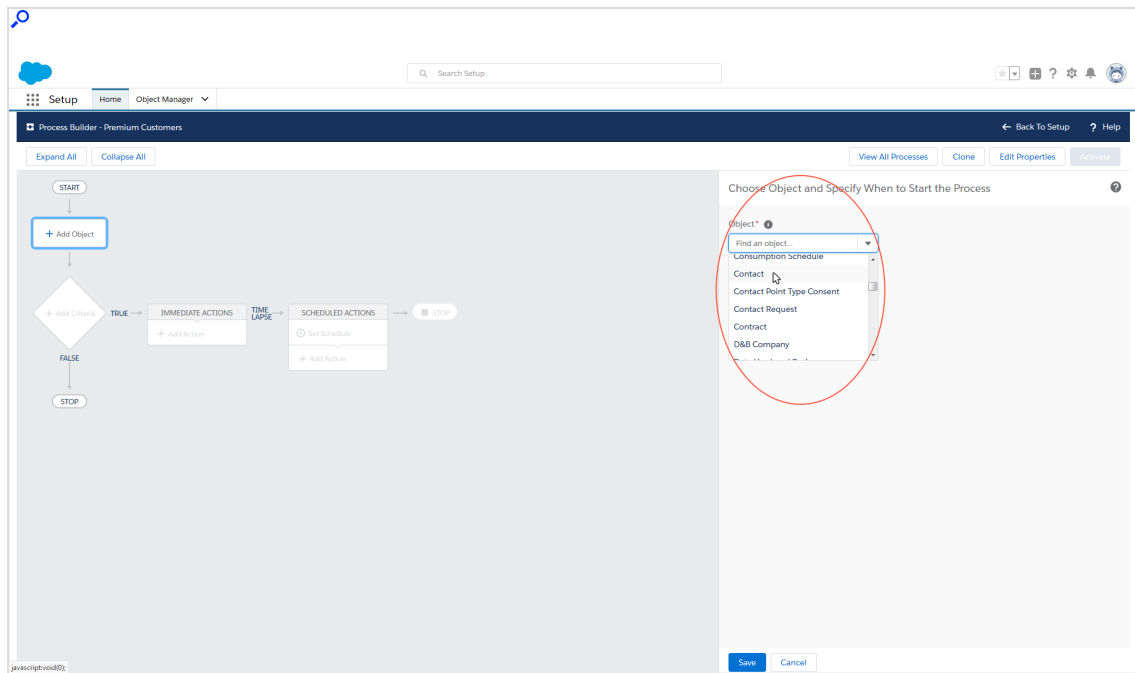 Search Setup
Setup Home Object Manager
Process Builder - Premium Customers
Back To Setup ? Help
Expand All Collapse All
View All Processes Clone Edit Properties Activate
START
+ Add Object
+ Add Criteria
TRUE
IMMEDIATE ACTIONS
+ Add Action
TIME
LAPSE
SCHEDULED ACTIONS
Set Schedule
+ Add Action
STOP
FALSE
STOP
Choose Object and Specify When to Start the Process
Object*
Find an object...
Consumption Schedule
Contact
Contact Point Type Consent
Contact Request
Contract
D&B Company
Save Cancel
javascript:void(0);